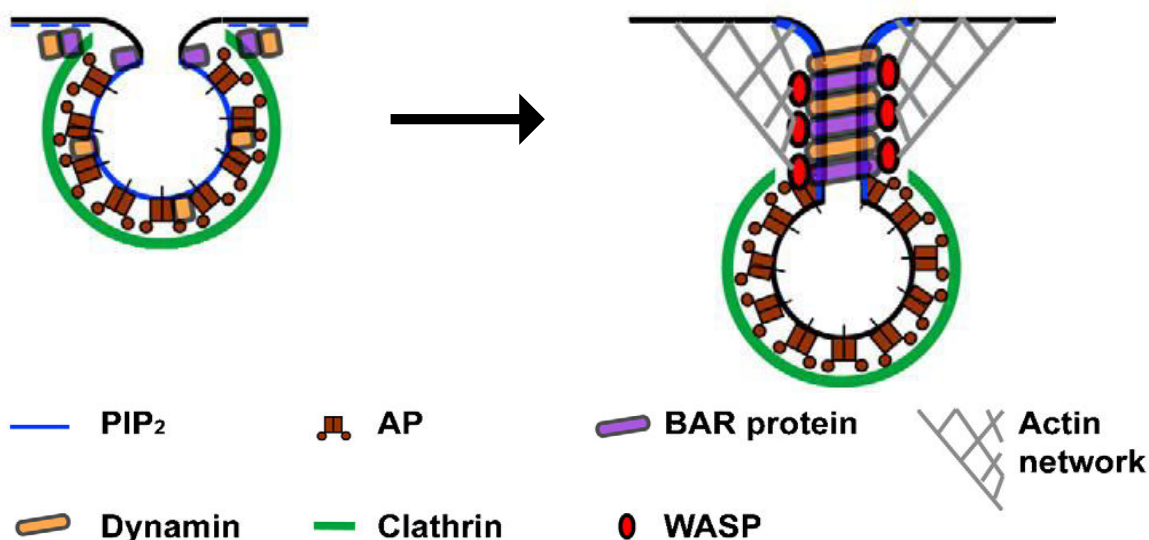 PIP₂
AP
BAR protein
Actin
network
Dynamin
Clathrin
WASP